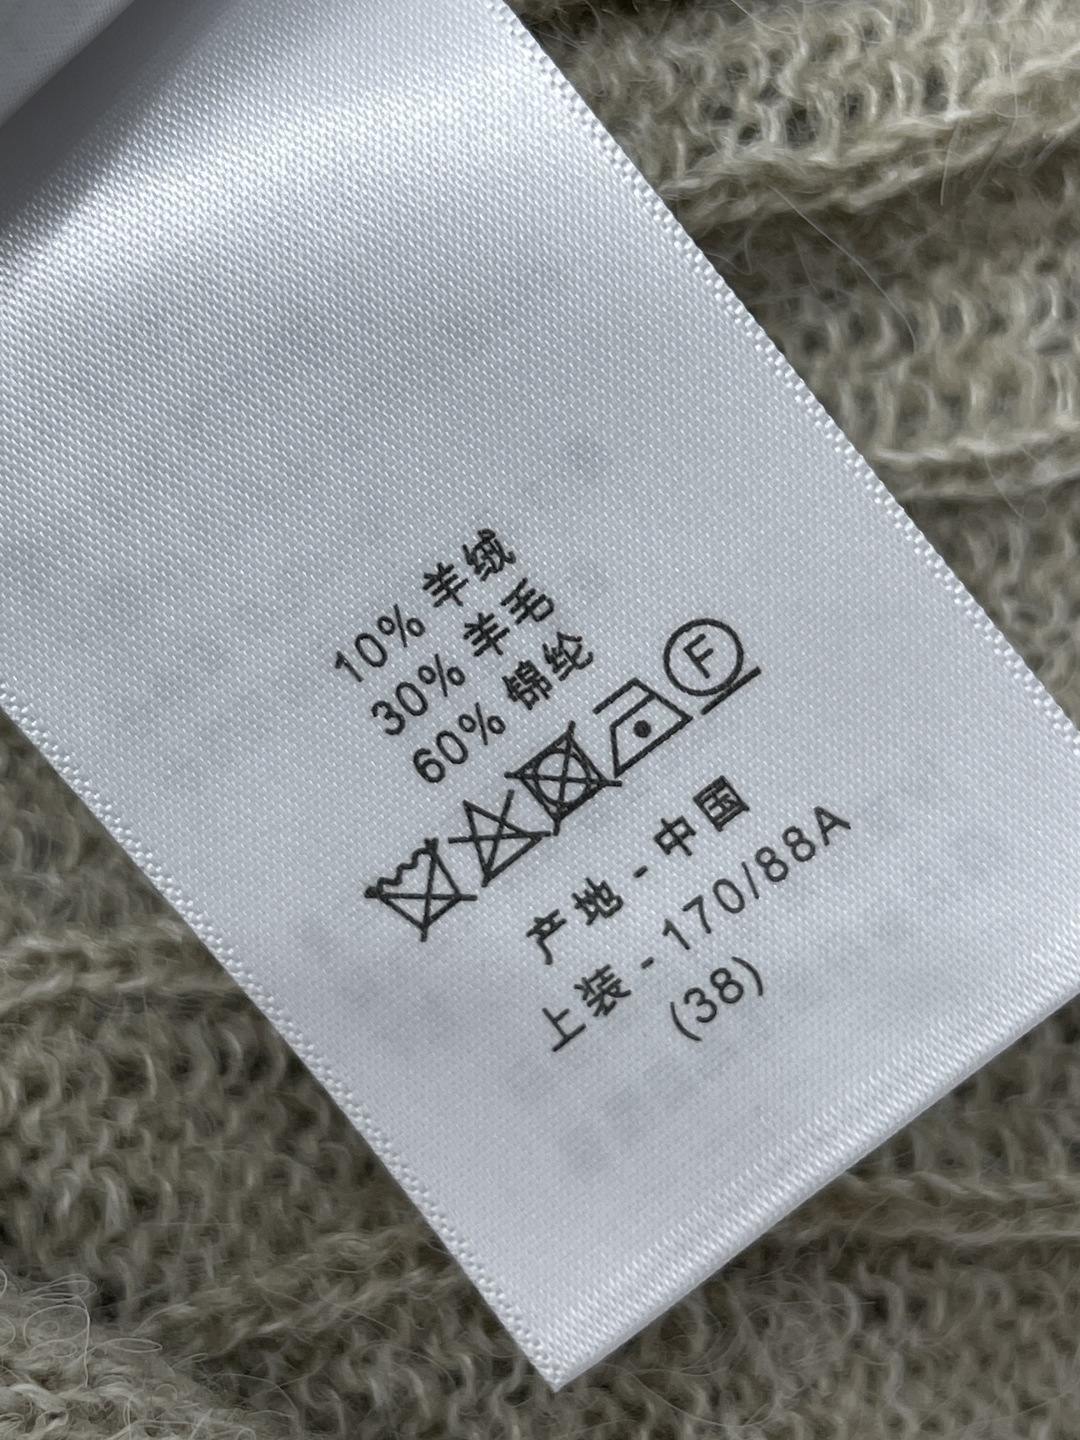 10% 羊绒
30% 羊毛
60% 锦纶
F
产地 - 中国
上装 - 170/88A
(38)